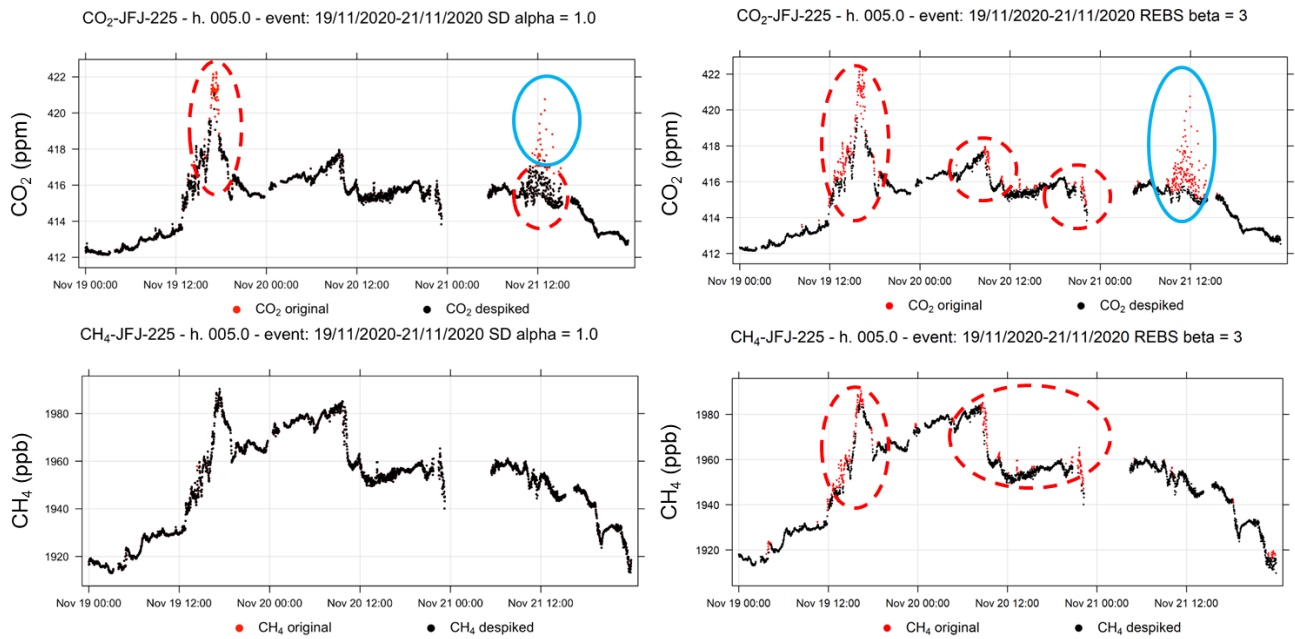 CO₂-JFJ-225 - h. 005.0 - event: 19/11/2020-21/11/2020 SD alpha = 1.0
CO₂ (ppm)
422
420
418
416
414
412
Nov 19 00:00 Nov 19 12:00 Nov 20 00:00 Nov 20 12:00 Nov 21 00:00 Nov 21 12:00
CO₂ original CO₂ despiked
CO₂-JFJ-225 - h. 005.0 - event: 19/11/2020-21/11/2020 REBS beta = 3
CO₂ (ppm)
422
420
418
416
414
412
Nov 19 00:00 Nov 19 12:00 Nov 20 00:00 Nov 20 12:00 Nov 21 00:00 Nov 21 12:00
CO₂ original CO₂ despiked
CH₄-JFJ-225 - h. 005.0 - event: 19/11/2020-21/11/2020 SD alpha = 1.0
CH₄ (ppb)
1980
1960
1940
1920
Nov 19 00:00 Nov 19 12:00 Nov 20 00:00 Nov 20 12:00 Nov 21 00:00 Nov 21 12:00
CH₄ original CH₄ despiked
CH₄-JFJ-225 - h. 005.0 - event: 19/11/2020-21/11/2020 REBS beta = 3
CH₄ (ppb)
1980
1960
1940
1920
Nov 19 00:00 Nov 19 12:00 Nov 20 00:00 Nov 20 12:00 Nov 21 00:00 Nov 21 12:00
CH₄ original CH₄ despiked